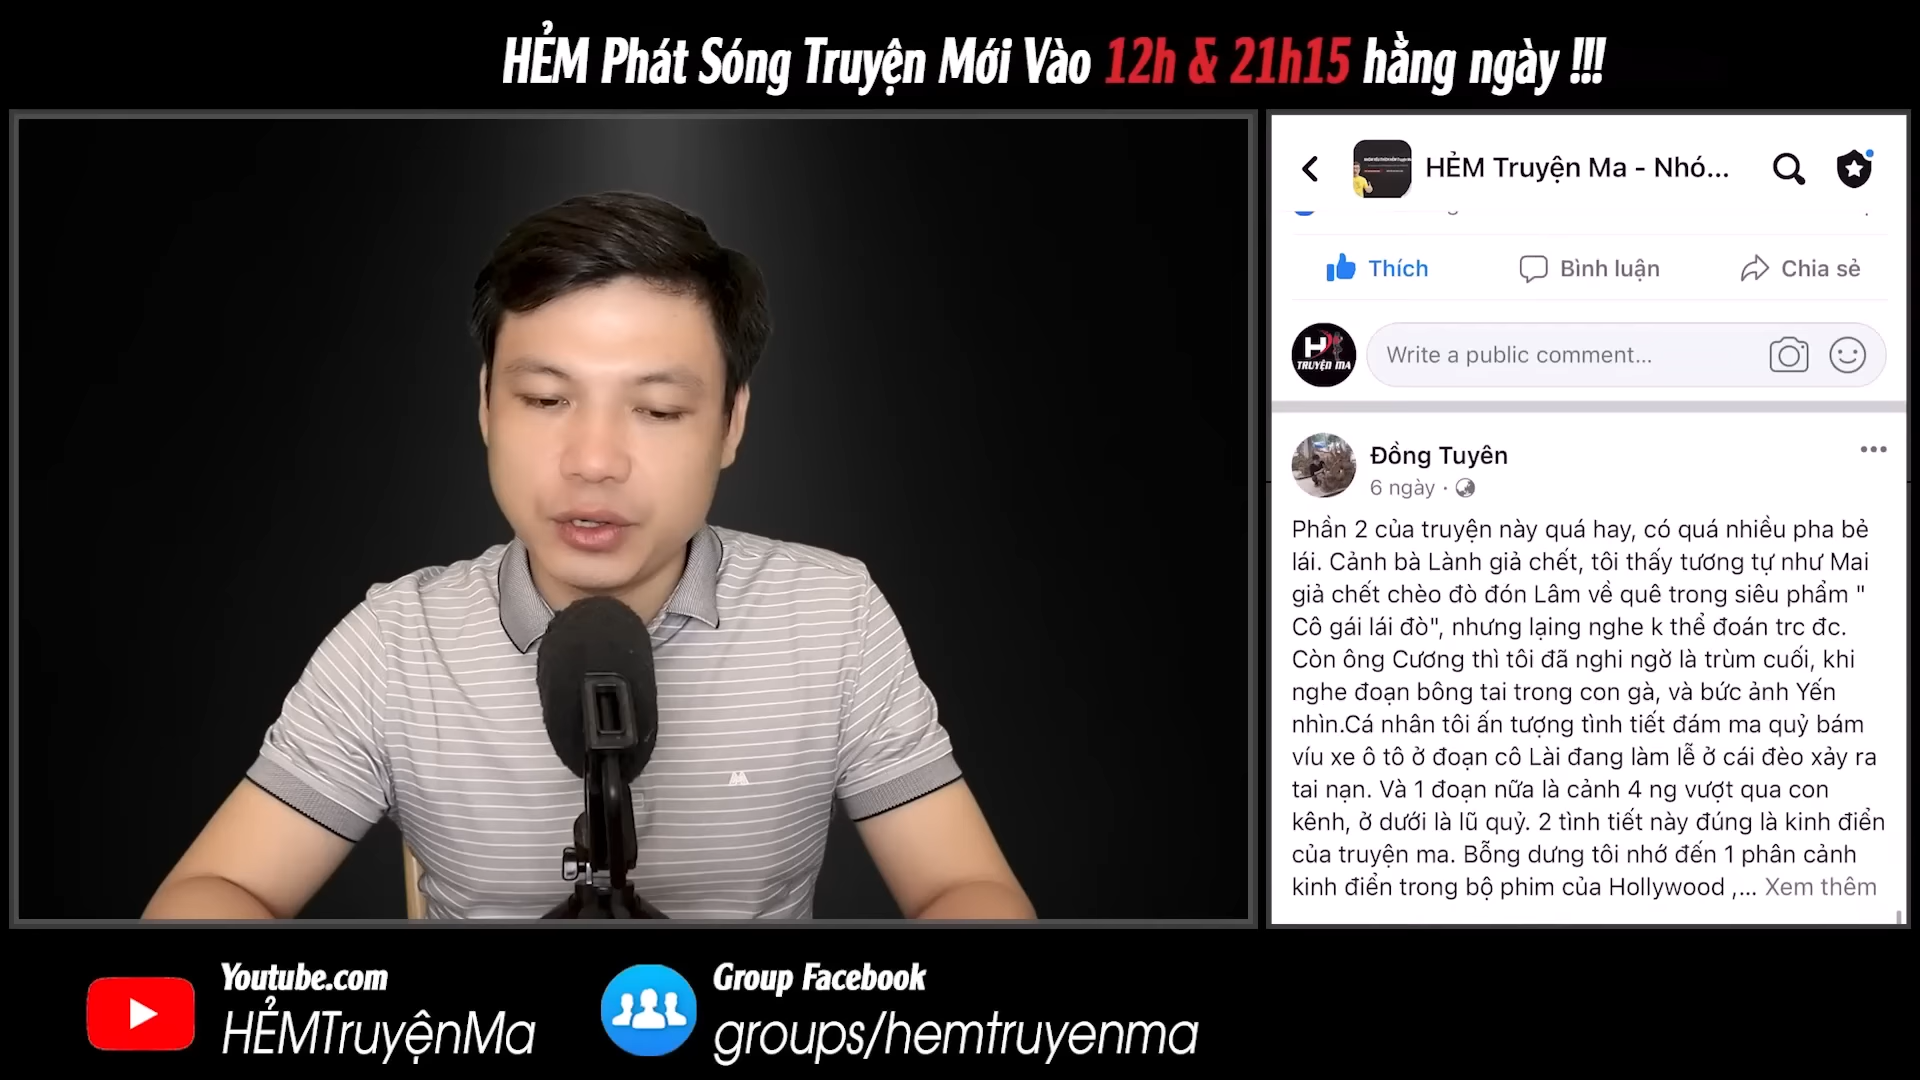 HẺM Phát Sóng Truyện Mới Vào 12h & 21h15 hằng ngày !!!
HẺM Truyện Ma - Nhó...
Thích
Bình luận
Chia sẻ
H
TRUYỆN MA
Write a public comment...
Đồng Tuyên
6 ngày ·
Phần 2 của truyện này quá hay, có quá nhiều pha bẻ
lái. Cảnh bà Lành giả chết, tôi thấy tương tự như Mai
giả chết chèo đò đón Lâm về quê trong siêu phẩm "
Cô gái lái đò", nhưng lạing nghe k thể đoán trc đc.
Còn ông Cương thì tôi đã nghi ngờ là trùm cuối, khi
nghe đoạn bông tai trong con gà, và bức ảnh Yến
nhìn.Cá nhân tôi ấn tượng tình tiết đám ma quỷ bám
víu xe ô tô ở đoạn cô Lài đang làm lễ ở cái đèo xảy ra
tai nạn. Và 1 đoạn nữa là cảnh 4 ng vượt qua con
kênh, ở dưới là lũ quỷ. 2 tình tiết này đúng là kinh điển
của truyện ma. Bỗng dưng tôi nhớ đến 1 phân cảnh
kinh điển trong bộ phim của Hollywood ,... Xem thêm
Youtube.com
HẺMTruyệnMa
Group Facebook
groups/hemtruyenma